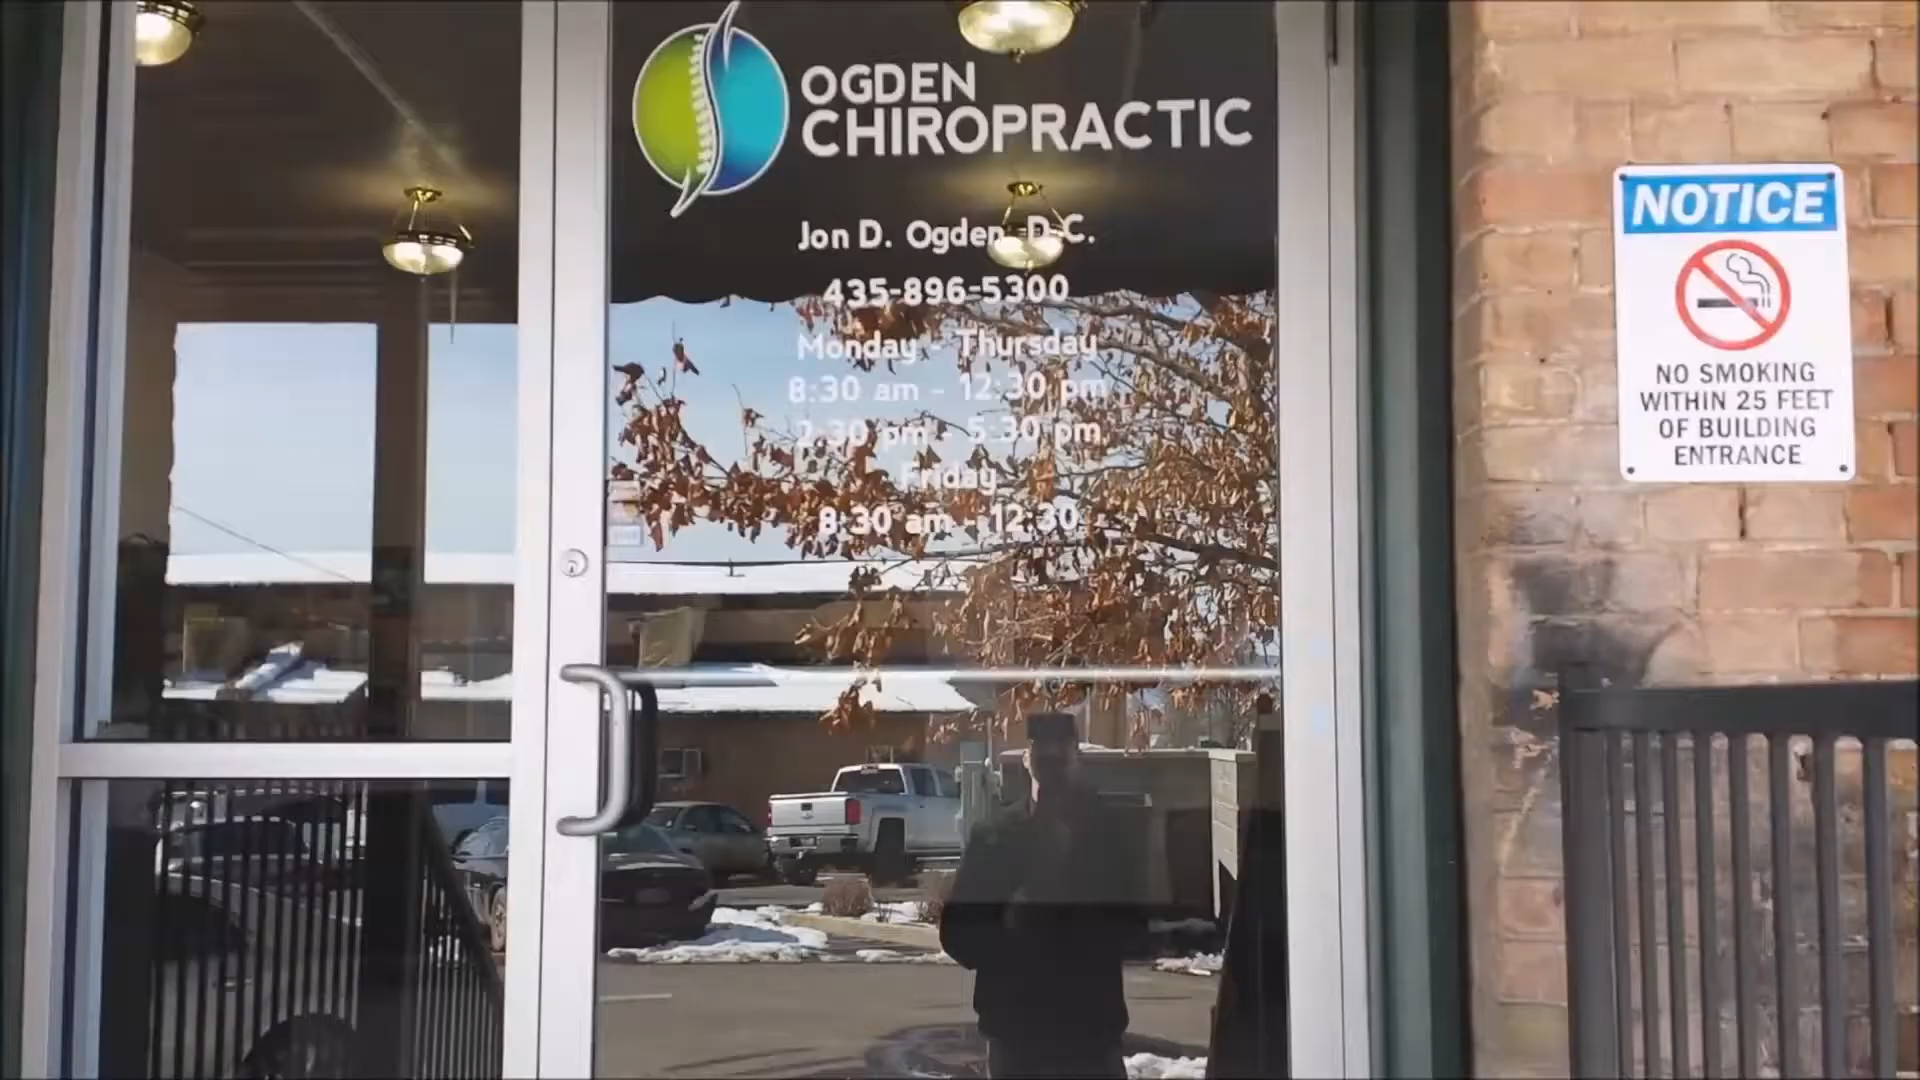 OGDEN
CHIROPRACTIC
Jon D. Ogden, D.C.
435-896-5300
Monday - Thursday
8:30 am - 12:30 pm
2:30 pm - 5:30 pm
Friday
8:30 am - 12:30
NOTICE
NO SMOKING
WITHIN 25 FEET
OF BUILDING
ENTRANCE